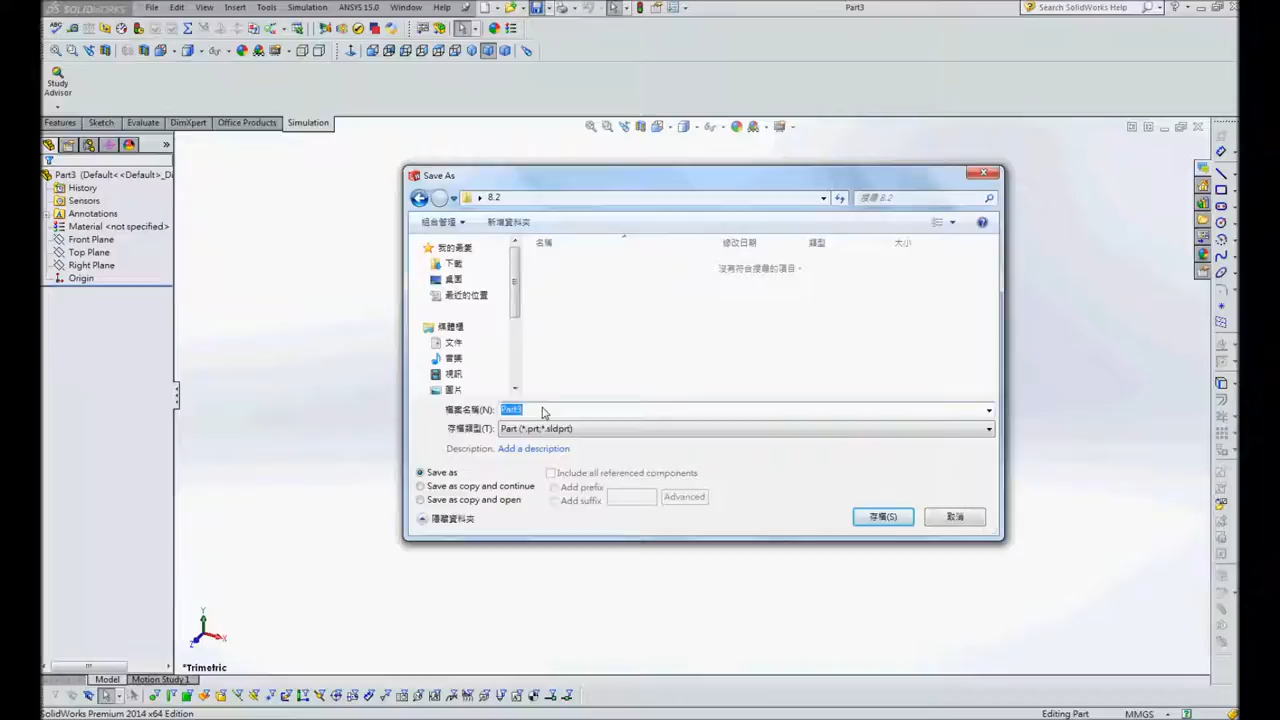 DS SOLIDWORKS File Edit View Insert Tools Simulation ANSYS 15.0 Window Help Part3 Search SolidWorks Help
Study
Advisor
Features Sketch Evaluate DimXpert Office Products Simulation
Part3 (Default<<Default>_Di
History
Sensors
Annotations
Material <not specified>
Front Plane
Top Plane
Right Plane
Origin
Save As
8.2
搜尋 8.2
組合管理
新增資料夾
我的最愛
下載
桌面
最近的位置
媒體櫃
文件
音樂
視訊
圖片
名稱
修改日期
類型
大小
沒有符合搜尋的項目。
檔案名稱(N): Part3
存檔類型(T): Part (*.prt;*.sldprt)
Description: Add a description
Save as
Save as copy and continue
Save as copy and open
Include all referenced components
Add prefix
Add suffix
Advanced
隱藏資料夾
存檔(S)
取消
Y
X
Z
*Trimetric
Model Motion Study 1
SolidWorks Premium 2014 x64 Edition
Editing Part
MMGS